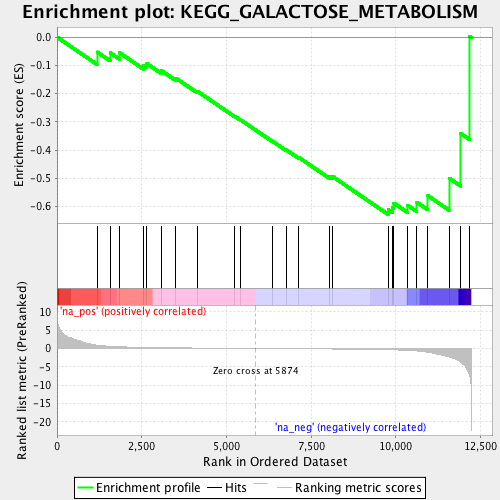 Enrichment plot: KEGG_GALACTOSE_METABOLISM
Enrichment score (ES)
0.0
-0.1
-0.2
-0.3
-0.4
-0.5
-0.6
'na_pos' (positively correlated)
Ranked list metric (PreRanked)
10
5
0
-5
-10
-15
-20
Zero cross at 5874
'na_neg' (negatively correlated)
0 2,500 5,000 7,500 10,000 12,500
Rank in Ordered Dataset
Enrichment profile Hits Ranking metric scores